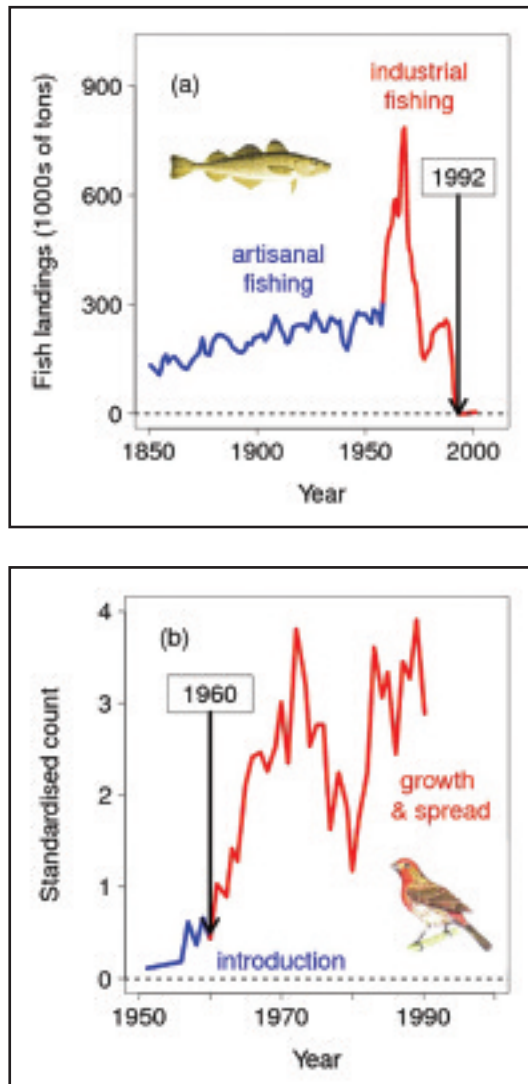 (a)
industrial
fishing
1992
artisanal
fishing
Fish landings (1000s of tons)
900
600
300
0
1850 1900 1950 2000
Year
(b)
1960
growth
& spread
introduction
Standardised count
4
3
2
1
0
1950 1970 1990
Year